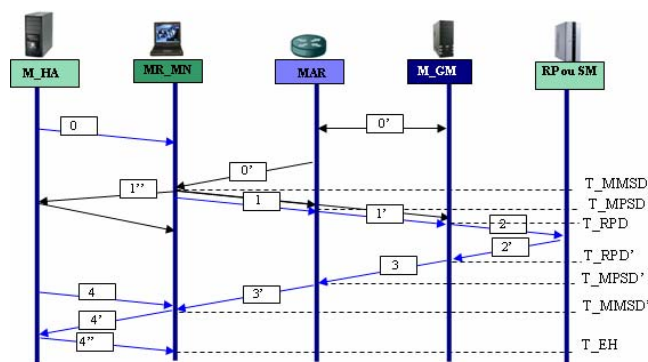 M_HA
MR_MN
MAR
M_GM
RP ou SM
0
0'
0'
1''
1
1'
2
2'
3
3'
4
4'
4''
T_MMSD
T_MPSD
T_RPD
T_RPD'
T_MPSD'
T_MMSD'
T_EH